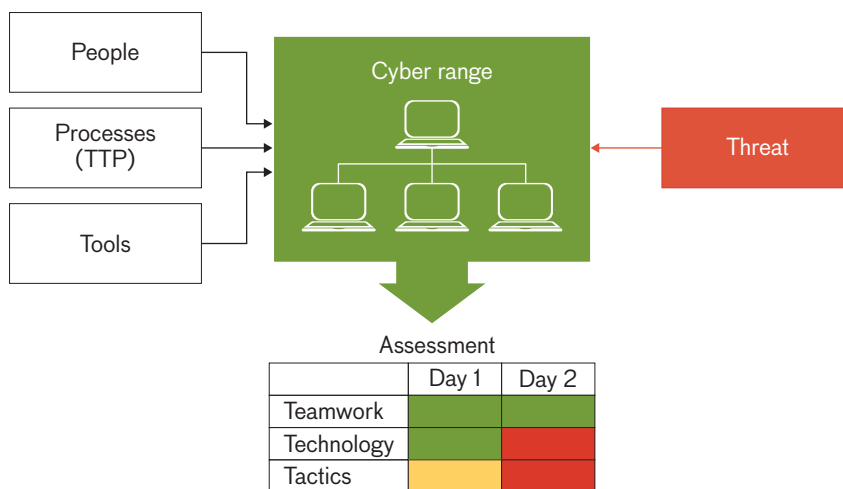 People
Processes
(TTP)
Tools
Cyber range
Threat
Assessment
Day 1 Day 2
Teamwork
Technology
Tactics